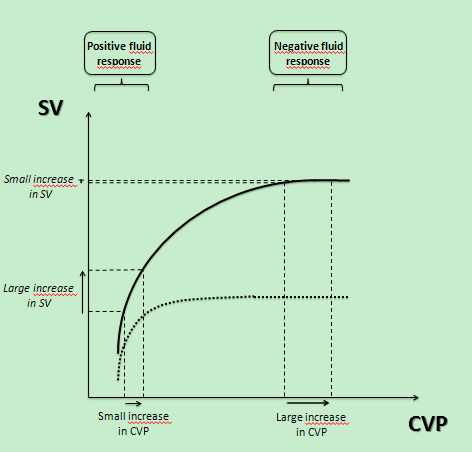 Positive fluid
response
Negative fluid
response
SV
Small increase
in SV
Large increase
in SV
Small increase
in CVP
Large increase
in CVP
CVP